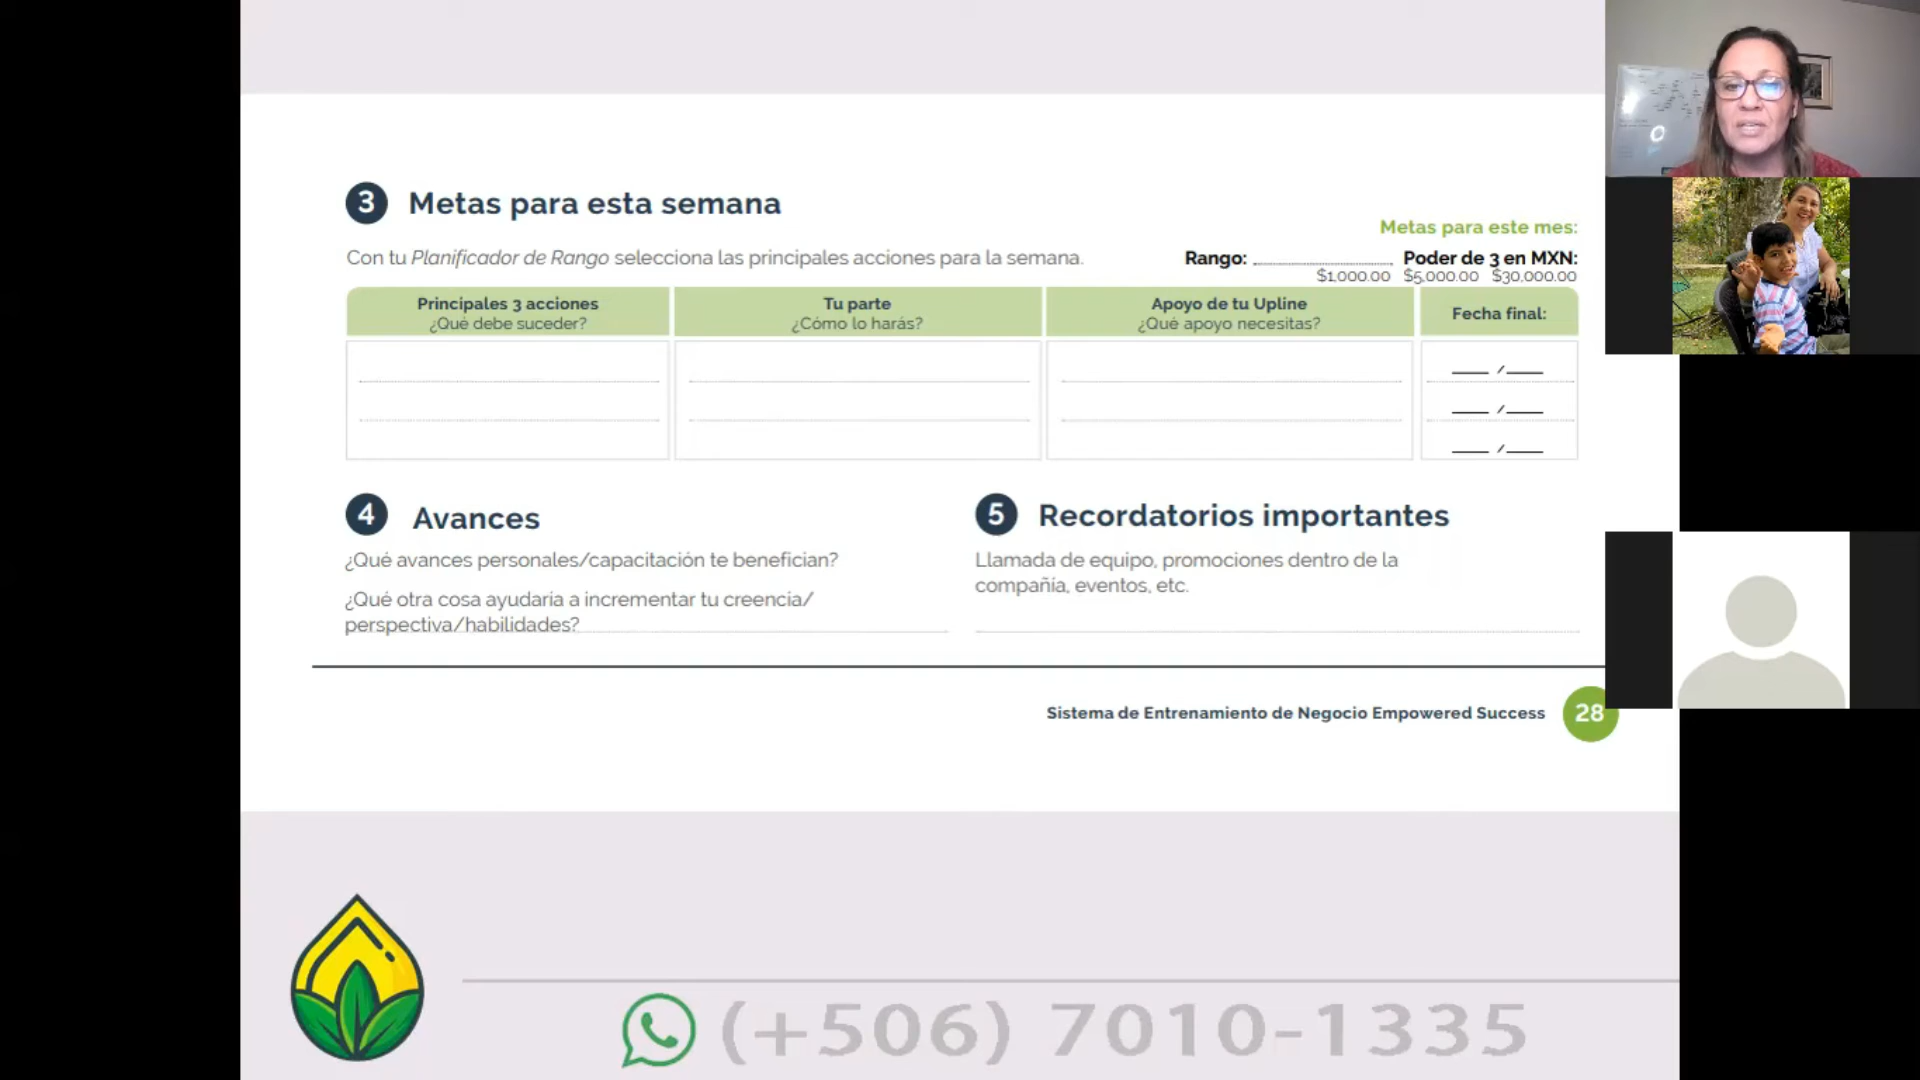 3 Metas para esta semana
Metas para este mes:
Con tu Planificador de Rango selecciona las principales acciones para la semana.
Rango: Poder de 3 en MXN:
$1,000.00 $5,000.00 $30,000.00
Principales 3 acciones
¿Qué debe suceder?
Tu parte
¿Cómo lo harás?
Apoyo de tu Upline
¿Qué apoyo necesitas?
Fecha final:
/
/
/
4 Avances
¿Qué avances personales/capacitación te benefician?
¿Qué otra cosa ayudaría a incrementar tu creencia/
perspectiva/habilidades?
5 Recordatorios importantes
Llamada de equipo, promociones dentro de la
compañía, eventos, etc.
Sistema de Entrenamiento de Negocio Empowered Success 28
(+506) 7010-1335